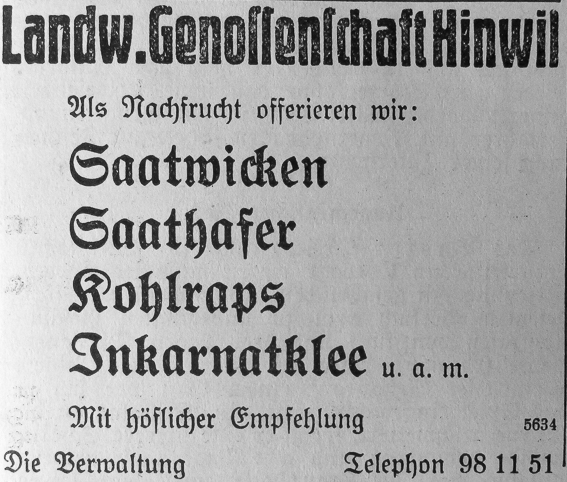 Landw. Genossenschaft Hinwil
Als Nachfrucht offerieren wir:
Saatwicken
Saathafer
Kohlraps
Inkarnatklee u. a. m.
Mit höflicher Empfehlung 5634
Die Verwaltung Telephon 98 11 51